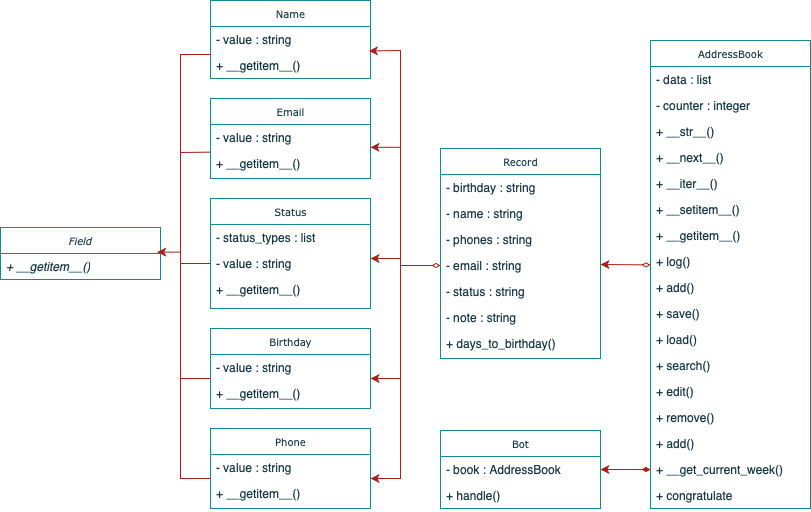 Name
- value : string
+ __getitem__()
Email
- value : string
+ __getitem__()
Status
- status_types : list
- value : string
+ __getitem__()
Birthday
- value : string
+ __getitem__()
Phone
- value : string
+ __getitem__()
Field
+ __getitem__()
Record
- birthday : string
- name : string
- phones : string
- email : string
- status : string
- note : string
+ days_to_birthday()
Bot
- book : AddressBook
+ handle()
AddressBook
- data : list
- counter : integer
+ __str__()
+ __next__()
+ __iter__()
+ __setitem__()
+ __getitem__()
+ log()
+ add()
+ save()
+ load()
+ search()
+ edit()
+ remove()
+ add()
+ __get_current_week()
+ congratulate